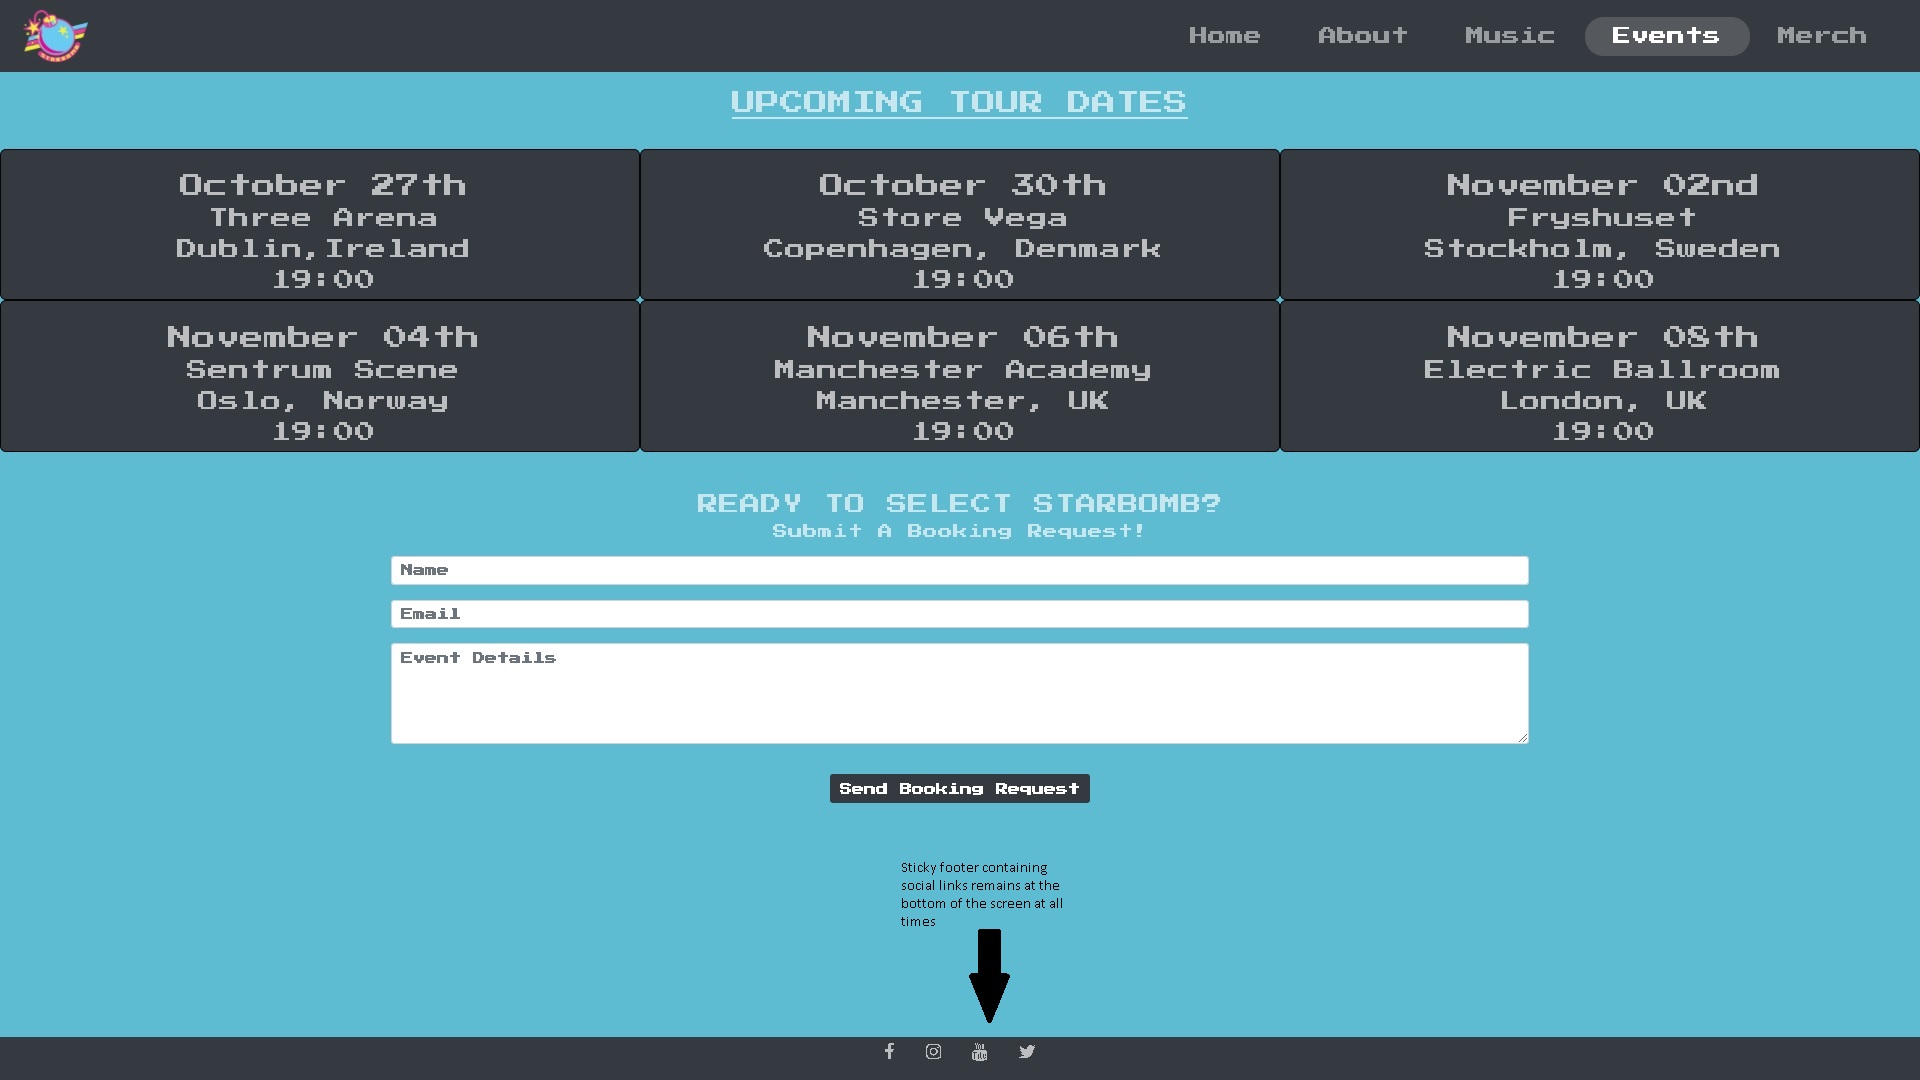 Home About Music Events Merch
UPCOMING TOUR DATES
October 27th
Three Arena
Dublin,Ireland
19:00
October 30th
Store Vega
Copenhagen, Denmark
19:00
November 02nd
Fryshuset
Stockholm, Sweden
19:00
November 04th
Sentrum Scene
Oslo, Norway
19:00
November 06th
Manchester Academy
Manchester, UK
19:00
November 08th
Electric Ballroom
London, UK
19:00
READY TO SELECT STARBOMB?
Submit A Booking Request!
Name
Email
Event Details
Send Booking Request
Sticky footer containing
social links remains at the
bottom of the screen at all
times